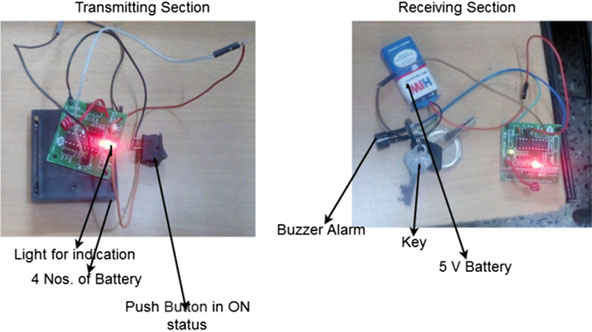 Transmitting Section
Receiving Section
HIW
Light for indication
4 Nos. of Battery
Push Button in ON
status
Buzzer Alarm
Key
5 V Battery